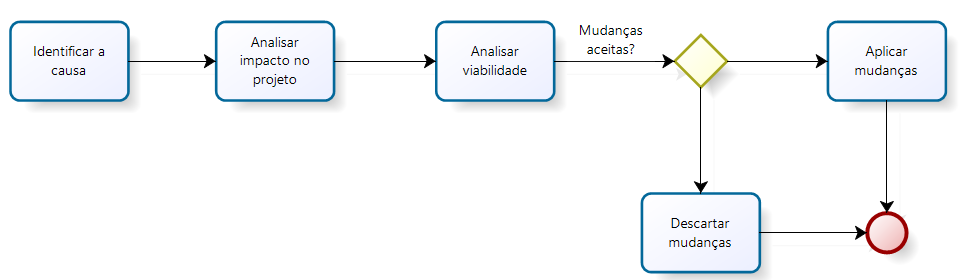 Identificar a
causa
Analisar
impacto no
projeto
Analisar
viabilidade
Mudanças
aceitas?
Aplicar
mudanças
Descartar
mudanças